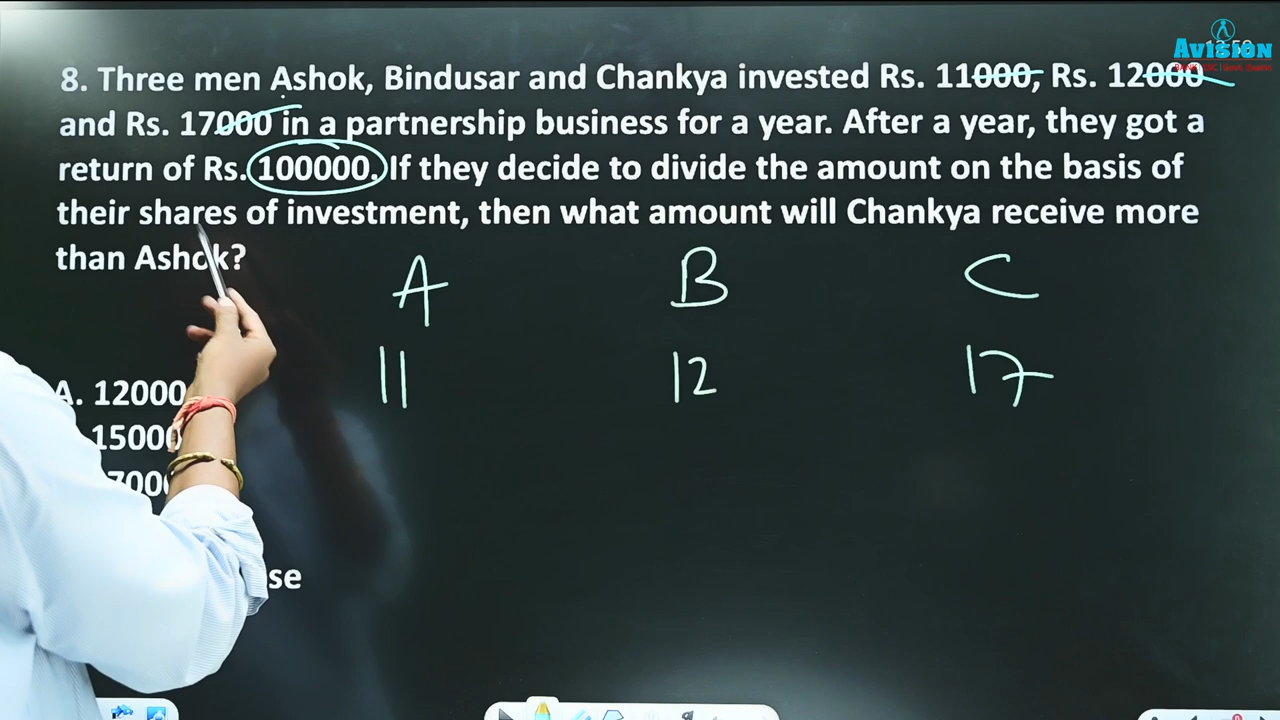 AVISION
8. Three men Ashok, Bindusar and Chankya invested Rs. 11000, Rs. 12000
and Rs. 17000 in a partnership business for a year. After a year, they got a
return of Rs. 100000. If they decide to divide the amount on the basis of
their shares of investment, then what amount will Chankya receive more
than Ashok?
A B C
11 12 17
A. 12000
15000
7000
se